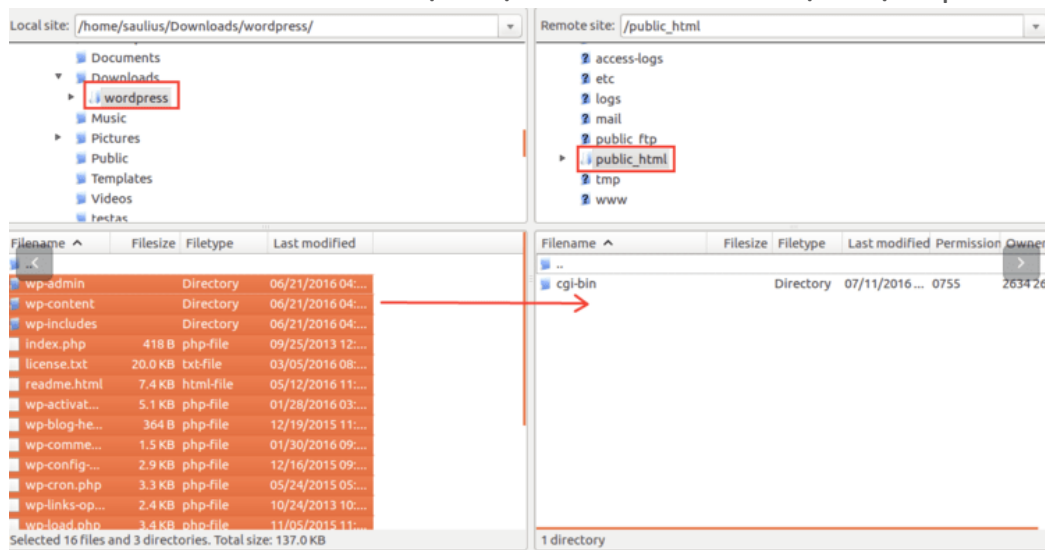 Local site: /home/saulius/Downloads/wordpress/
Documents
Downloads
wordpress
Music
Pictures
Public
Templates
Videos
testas
Remote site: /public_html
access-logs
etc
logs
mail
public_ftp
public_html
tmp
www
Filename Filesize Filetype Last modified
..
wp-admin Directory 06/21/2016 04:...
wp-content Directory 06/21/2016 04:...
wp-includes Directory 06/21/2016 04:...
index.php 418 B php-file 09/25/2013 12:...
license.txt 20.0 KB txt-file 03/05/2016 08:...
readme.html 7.4 KB html-file 05/12/2016 11:...
wp-activat... 5.1 KB php-file 01/28/2016 03:...
wp-blog-he... 364 B php-file 12/19/2015 11:...
wp-comme... 1.5 KB php-file 01/30/2016 09:...
wp-config-... 2.9 KB php-file 12/16/2015 09:...
wp-cron.php 3.3 KB php-file 05/24/2015 05:...
wp-links-op... 2.4 KB php-file 10/24/2013 10:...
wp-load.php 3.4 KB php-file 11/05/2015 11:...
Selected 16 files and 3 directories. Total size: 137.0 KB
Filename Filesize Filetype Last modified Permission Owner
..
cgi-bin Directory 07/11/2016 ... 0755 2634 26
1 directory